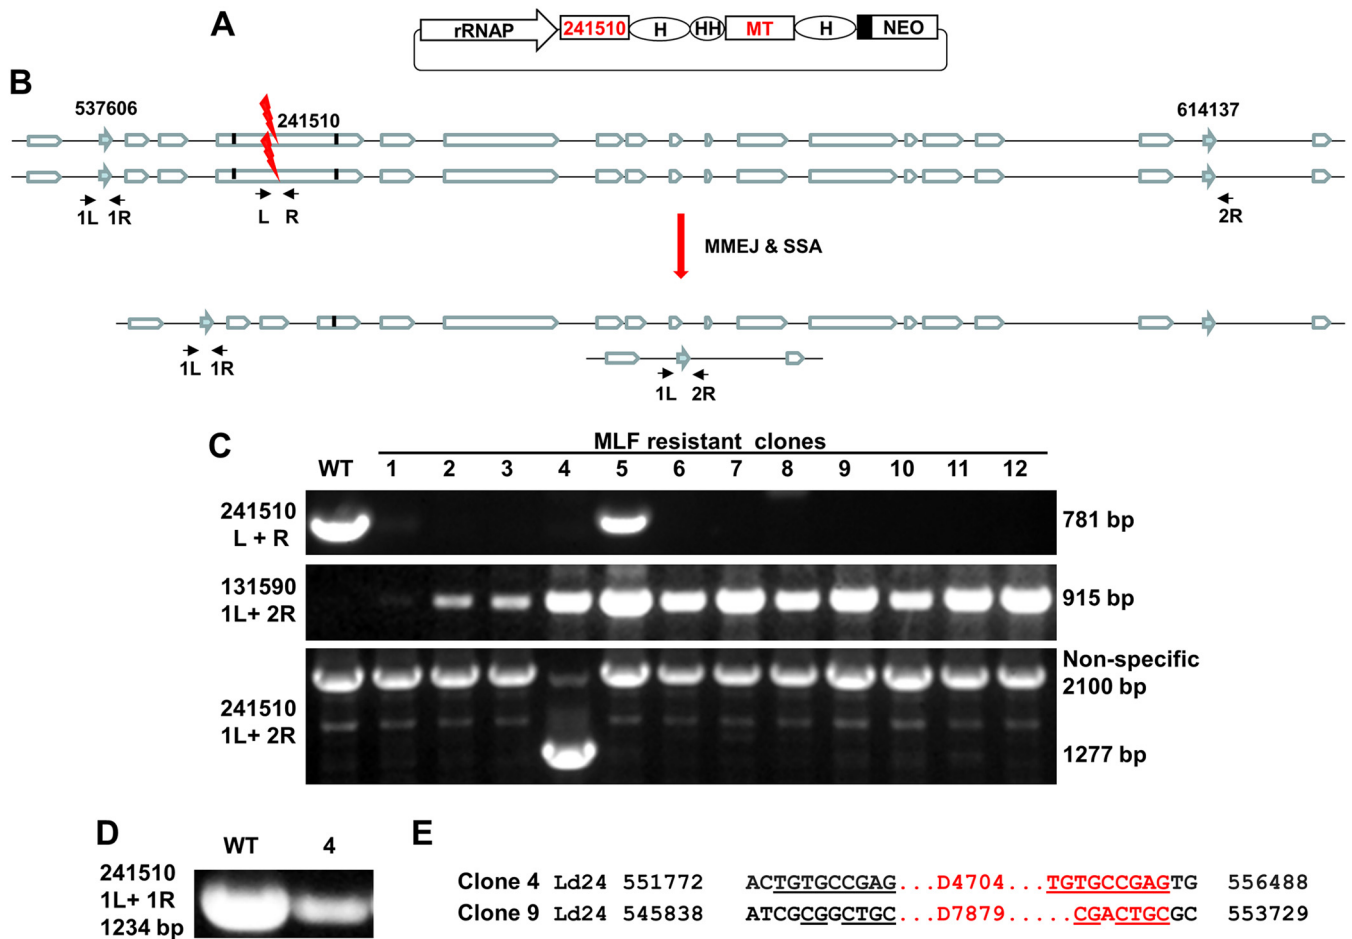 A
rRNAP 241510 H HH MT H NEO
B
537606 241510 614137
1L 1R L R 2R
MMEJ & SSA
1L 1R
1L 2R
C
MLF resistant clones
WT 1 2 3 4 5 6 7 8 9 10 11 12
241510
L + R
781 bp
131590
1L+ 2R
915 bp
Non-specific
2100 bp
241510
1L+ 2R
1277 bp
D
WT 4
241510
1L+ 1R
1234 bp
E
Clone 4 Ld24 551772 ACTGTGCCGAG...D4704...TGTGCCGAGTG 556488
Clone 9 Ld24 545838 ATCGCGGCTGC...D7879.....CGACTGCGC 553729